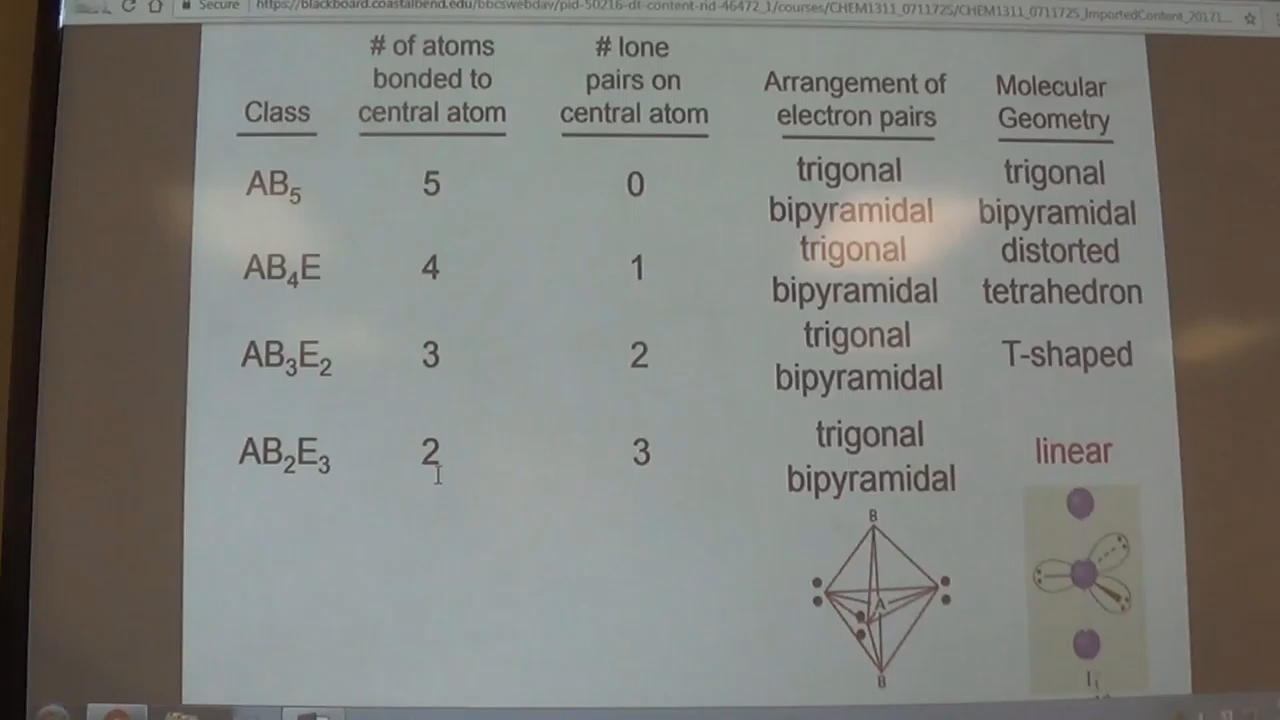 Secure https://blackboard.coastalbend.edu/bbcswebdav/pid-50216-dt-content-rid-46472_1/courses/CHEM1311_0711725/CHEM1311_0711725_ImportedContent_20171...
# of atoms bonded to central atom
# lone pairs on central atom
Class
Arrangement of electron pairs
Molecular Geometry
AB5 5 0 trigonal bipyramidal trigonal bipyramidal
AB4E 4 1 trigonal bipyramidal distorted tetrahedron
AB3E2 3 2 trigonal bipyramidal T-shaped
AB2E3 2 3 trigonal bipyramidal linear
B
A
B